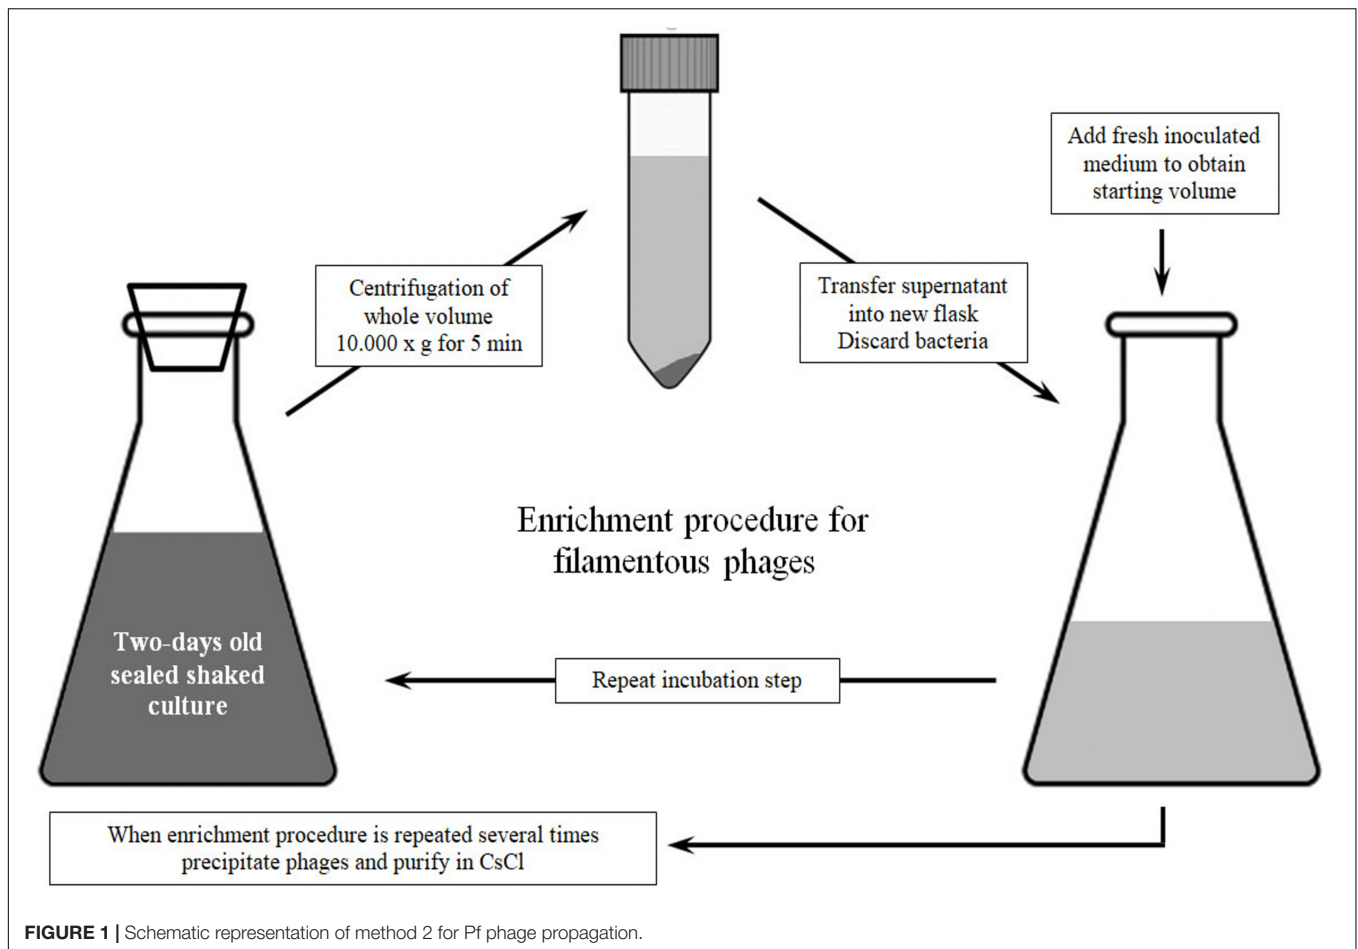 Add fresh inoculated
medium to obtain
starting volume
Centrifugation of
whole volume
10.000 x g for 5 min
Transfer supernatant
into new flask
Discard bacteria
Enrichment procedure for
filamentous phages
Two-days old
sealed shaked
culture
Repeat incubation step
When enrichment procedure is repeated several times
precipitate phages and purify in CsCl
FIGURE 1 | Schematic representation of method 2 for Pf phage propagation.